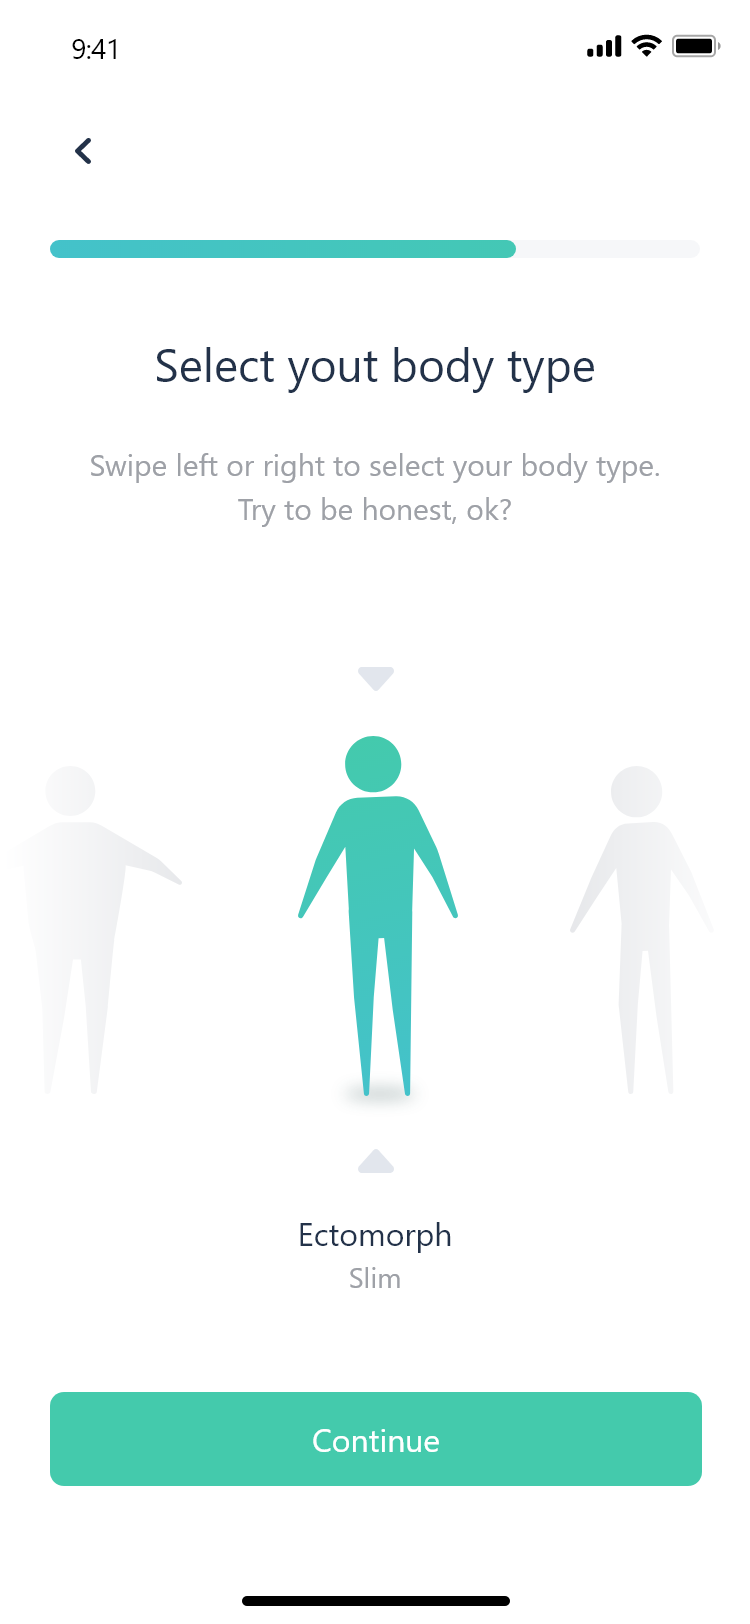 9:41
Select yout body type
Swipe left or right to select your body type.
Try to be honest, ok?
Ectomorph
Slim
Continue